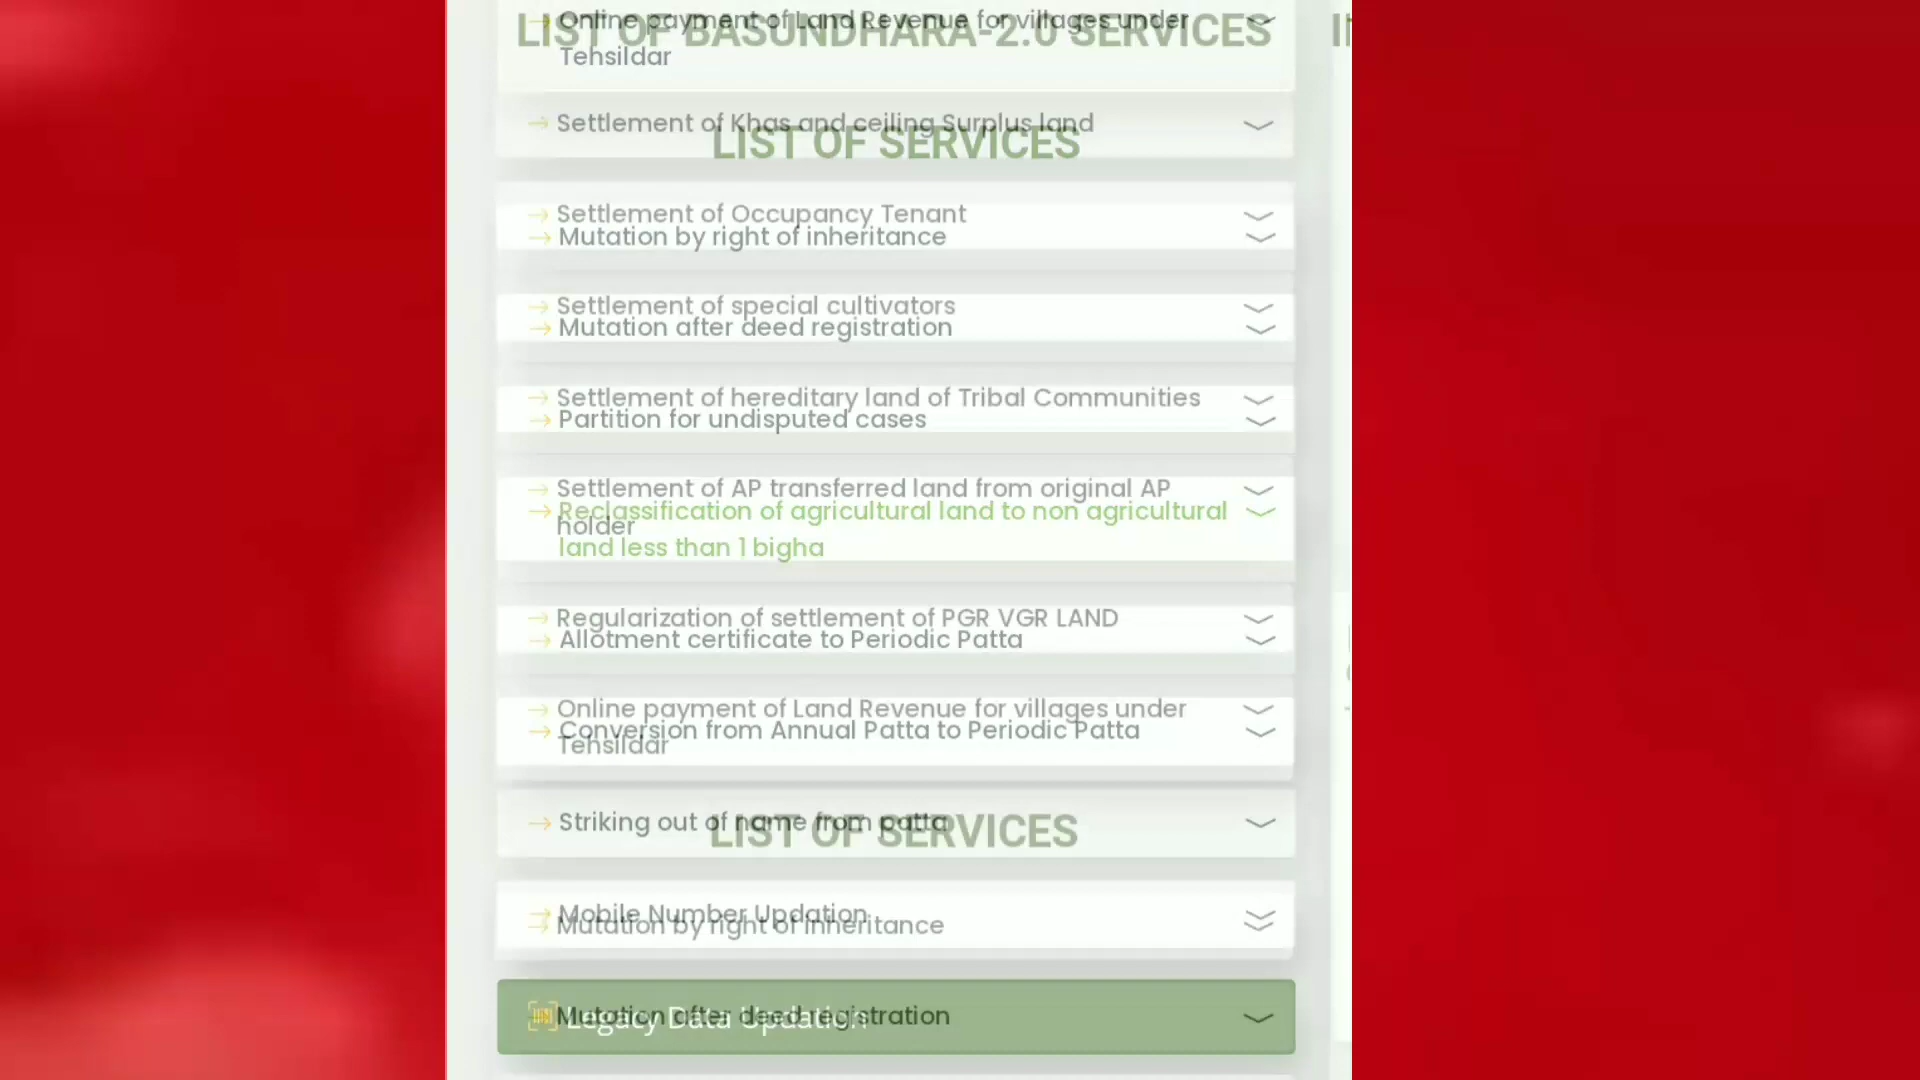 Online payment of Land Revenue for villages under
LIST OF BASUNDHARA-2.0 SERVICES
Tehsildar
Settlement of Khas and ceiling Surplus land
LIST OF SERVICES
Settlement of Occupancy Tenant
Mutation by right of inheritance
Settlement of special cultivators
Mutation after deed registration
Settlement of hereditary land of Tribal Communities
Partition for undisputed cases
Settlement of AP transferred land from original AP
Reclassification of agricultural land to non agricultural
holder
land less than 1 bigha
Regularization of settlement of PGR VGR LAND
Allotment certificate to Periodic Patta
Online payment of Land Revenue for villages under
Conversion from Annual Patta to Periodic Patta
Tehsildar
Striking out of name from patta
LIST OF SERVICES
Mobile Number Updation
Mutation by right of inheritance
Mutation after deed registration
Legacy Data Updation